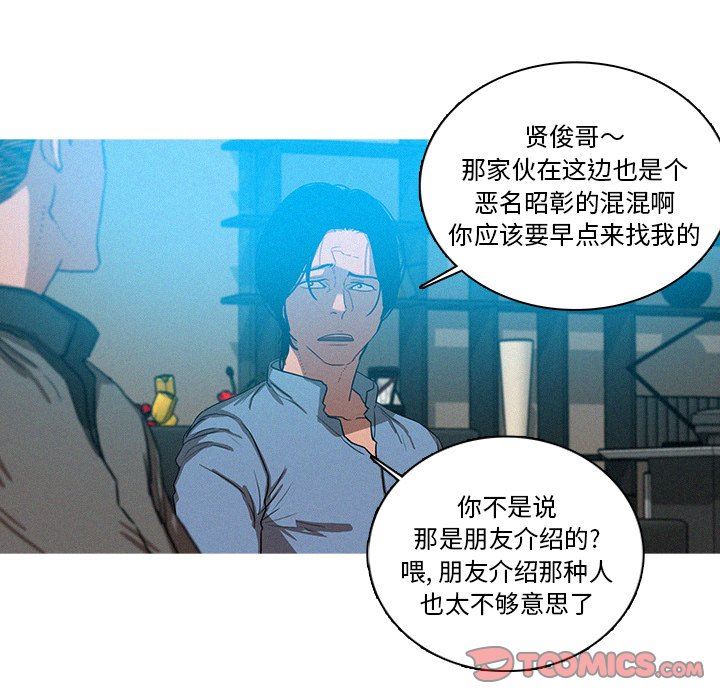 贤俊哥～
那家伙在这边也是个
恶名昭彰的混混啊
你应该要早点来找我的
你不是说
那是朋友介绍的?
喂, 朋友介绍那种人
也太不够意思了
TOOMICS.COM